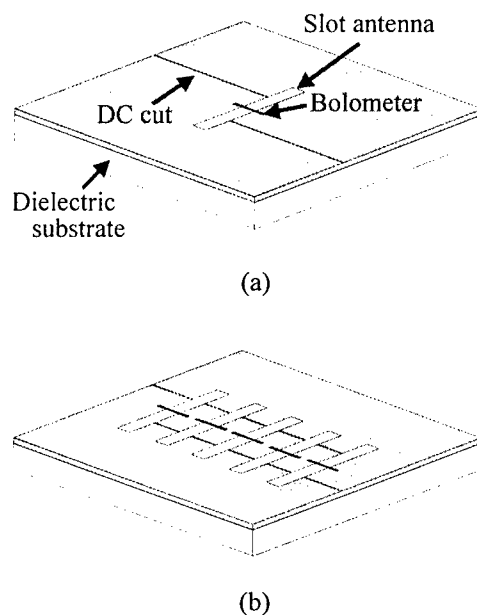 Slot antenna
DC cut
Bolometer
Dielectric
substrate
(a)
(b)